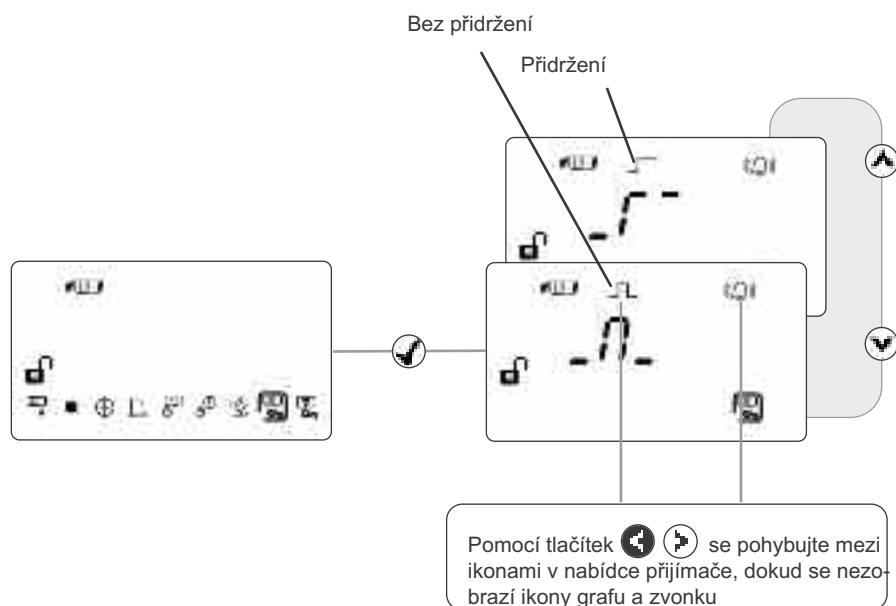 Bez přidržení
Přidržení
Pomocí tlačítek se pohybujte mezi
ikonami v nabídce přijímače, dokud se nezo-
brazí ikony grafu a zvonku